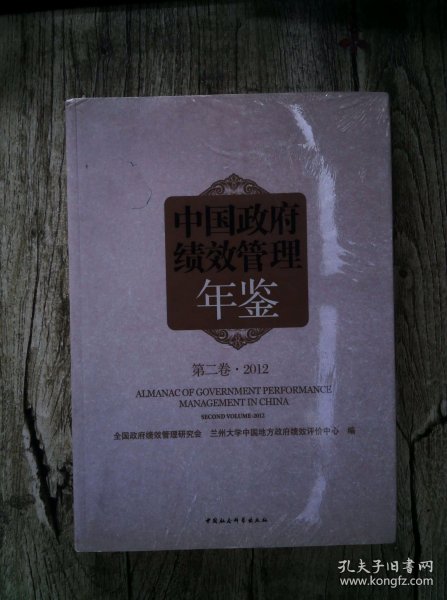 中国政府
绩效管理
年鉴
第二卷·2012
ALMANAC OF GOVERNMENT PERFORMANCE
MANAGEMENT IN CHINA
SECOND VOLUME·2012
全国政府绩效管理研究会 兰州大学中国地方政府绩效评价中心 编
中国社会科学出版社
孔夫子旧书网
www.kongfz.com